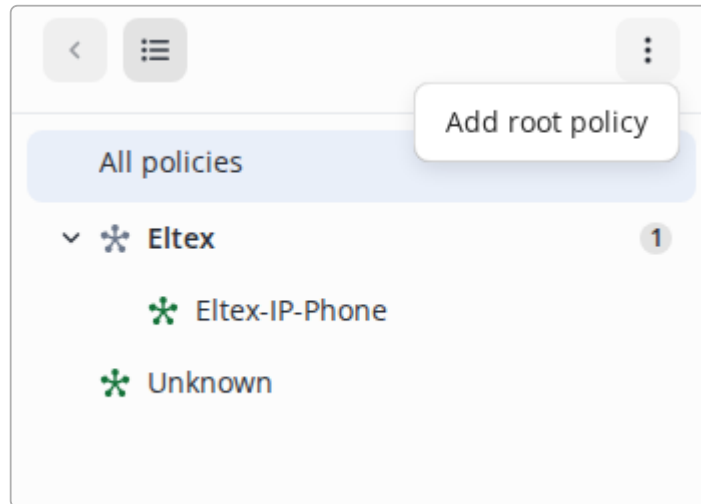 Add root policy
All policies
Eltex 1
Eltex-IP-Phone
Unknown